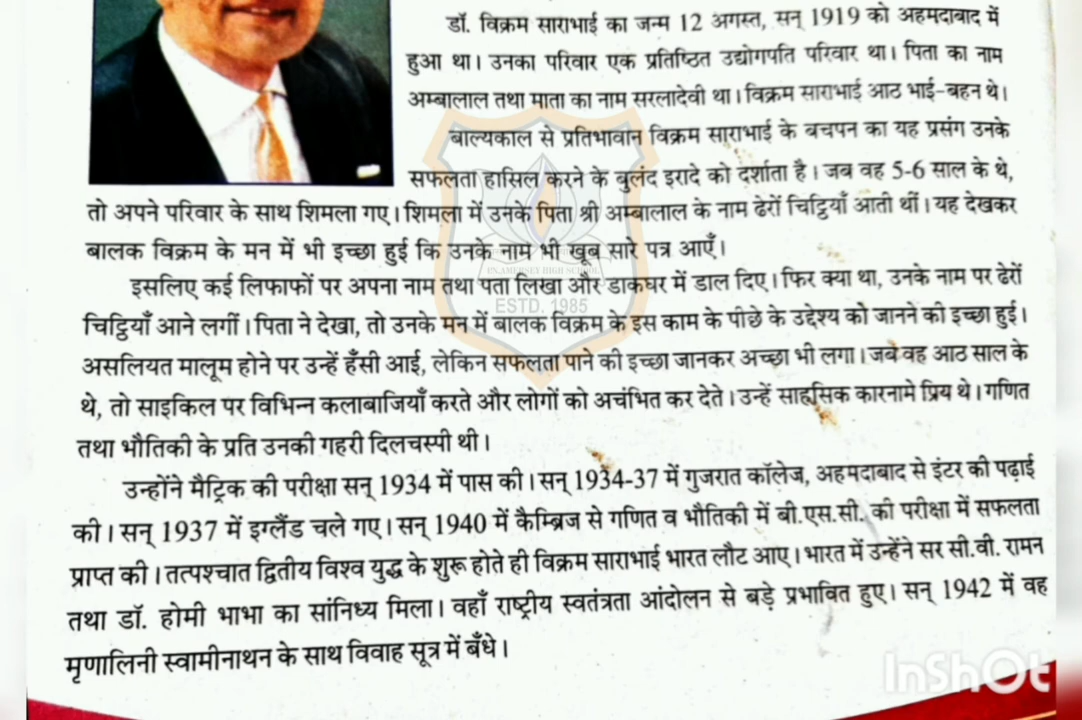 डॉ. विक्रम साराभाई का जन्म 12 अगस्त, सन् 1919 को अहमदाबाद में
हुआ था। उनका परिवार एक प्रतिष्ठित उद्योगपति परिवार था। पिता का नाम
अम्बालाल तथा माता का नाम सरलादेवी था। विक्रम साराभाई आठ भाई-बहन थे।
बाल्यकाल से प्रतिभावान विक्रम साराभाई के बचपन का यह प्रसंग उनके
सफलता हासिल करने के बुलंद इरादे को दर्शाता है। जब वह 5-6 साल के थे,
तो अपने परिवार के साथ शिमला गए। शिमला में उनके पिता श्री अम्बालाल के नाम ढेरों चिट्ठियाँ आती थीं। यह देखकर
बालक विक्रम के मन में भी इच्छा हुई कि उनके नाम भी खूब सारे पत्र आएँ।
इसलिए कई लिफाफों पर अपना नाम तथा पता लिखा और डाकघर में डाल दिए। फिर क्या था, उनके नाम पर ढेरों
चिट्ठियाँ आने लगीं। पिता ने देखा, तो उनके मन में बालक विक्रम के इस काम के पीछे के उद्देश्य को जानने की इच्छा हुई।
असलियत मालूम होने पर उन्हें हँसी आई, लेकिन सफलता पाने की इच्छा जानकर अच्छा भी लगा। जब वह आठ साल के
थे, तो साइकिल पर विभिन्न कलाबाजियाँ करते और लोगों को अचंभित कर देते। उन्हें साहसिक कारनामे प्रिय थे। गणित
तथा भौतिकी के प्रति उनकी गहरी दिलचस्पी थी।
उन्होंने मैट्रिक की परीक्षा सन् 1934 में पास की। सन् 1934-37 में गुजरात कॉलेज, अहमदाबाद से इंटर की पढ़ाई
की। सन् 1937 में इग्लैंड चले गए। सन् 1940 में कैम्ब्रिज से गणित व भौतिकी में बी.एस.सी. की परीक्षा में सफलता
प्राप्त की। तत्पश्चात द्वितीय विश्व युद्ध के शुरू होते ही विक्रम साराभाई भारत लौट आए। भारत में उन्हेंने सर सी.वी. रामन
तथा डॉ. होमी भाभा का सांनिध्य मिला। वहाँ राष्ट्रीय स्वतंत्रता आंदोलन से बड़े प्रभावित हुए। सन् 1942 में वह
मृणालिनी स्वामीनाथन के साथ विवाह सूत्र में बँधे।
ESTD. 1985
InShOt